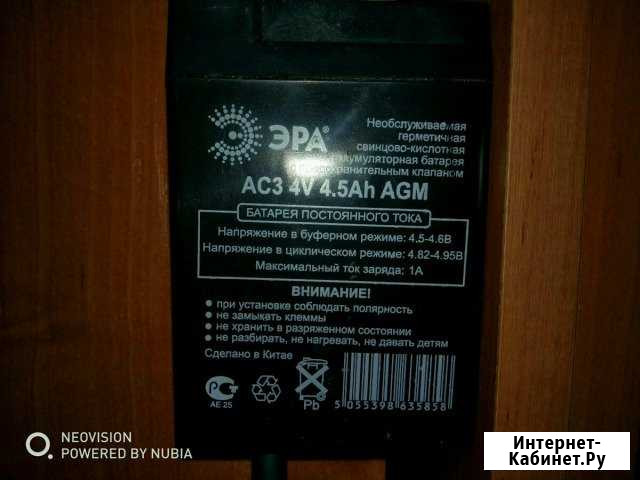 ЭРА®
Необслуживаемая
герметичная
свинцово-кислотная
аккумуляторная батарея
с предохранительным клапаном
AC3 4V 4.5Ah AGM
БАТАРЕЯ ПОСТОЯННОГО ТОКА
Напряжение в буферном режиме: 4.5-4.6В
Напряжение в циклическом режиме: 4.82-4.95В
Максимальный ток заряда: 1А
ВНИМАНИЕ!
• при установке соблюдать полярность
• не замыкать клеммы
• не хранить в разряженном состоянии
• не разбирать, не нагревать, не давать детям
Сделано в Китае
AE 25
Pb
5 055398 635858
NEOVISION
POWERED BY NUBIA
Интернет-
Кабинет.Ру